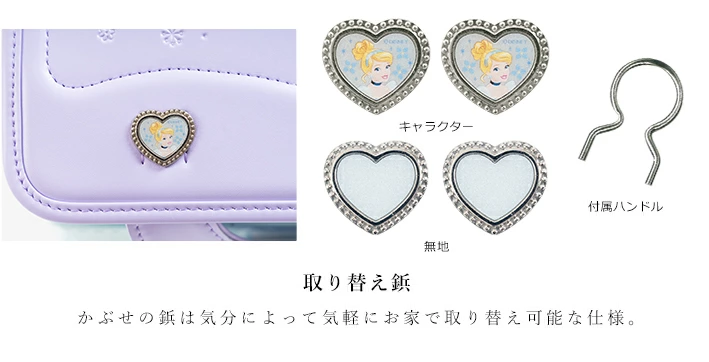 キャラクター
無地
付属ハンドル
取り替え鋲
かぶせの鋲は気分によって気軽にお家で取り替え可能な仕様。